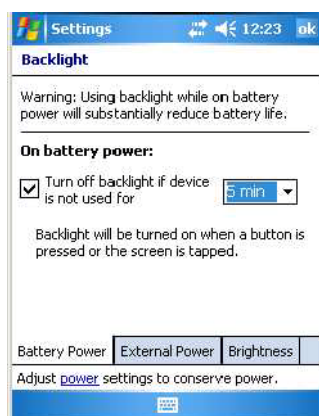 Settings 12:23 ok
Backlight
Warning: Using backlight while on battery
power will substantially reduce battery life.
On battery power:
Turn off backlight if device
is not used for 5 min
Backlight will be turned on when a button is
pressed or the screen is tapped.
Battery Power External Power Brightness
Adjust power settings to conserve power.